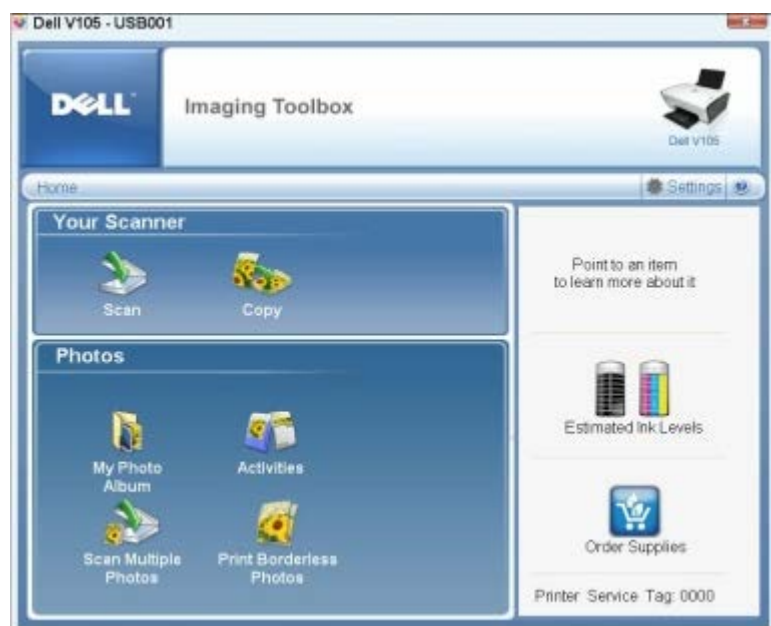 Dell V105 - USB001
DELL
Imaging Toolbox
Dell V105
Home
Settings
?
Your Scanner
Scan
Copy
Point to an item
to learn more about it
Photos
My Photo
Album
Activities
Scan Multiple
Photos
Print Borderless
Photos
Estimated Ink Levels
Order Supplies
Printer Service Tag: 0000